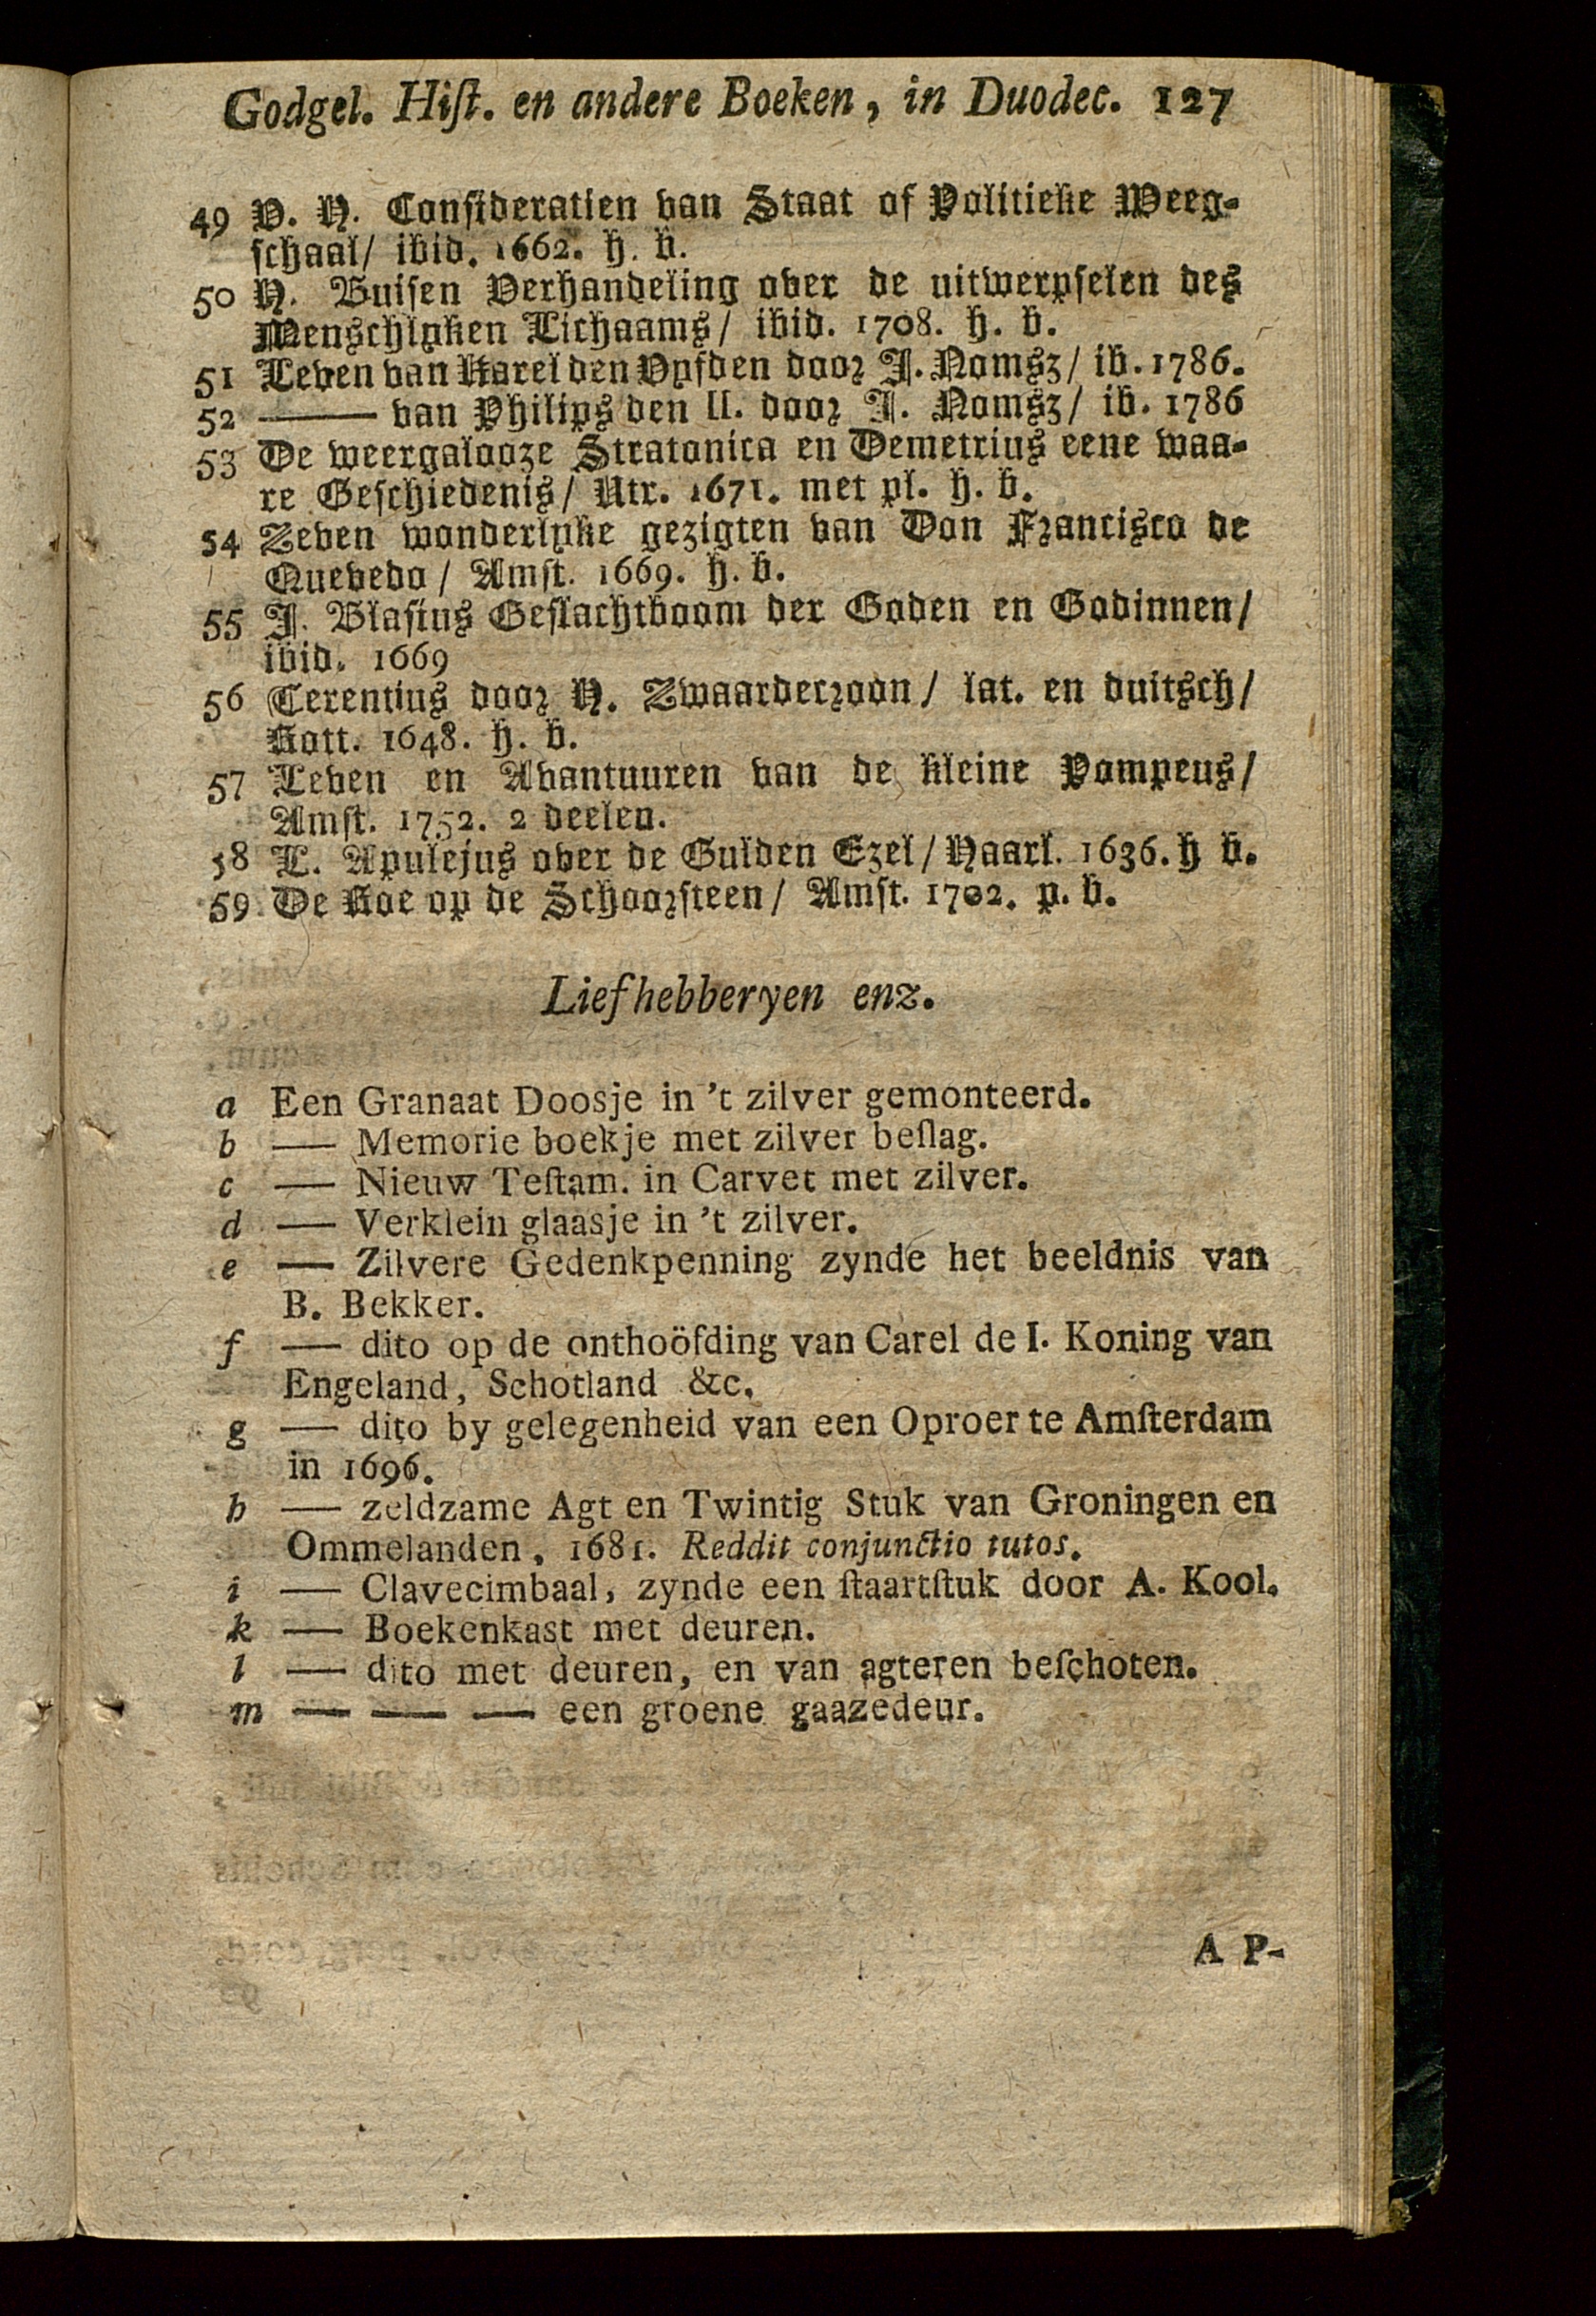 Godgel. Hiſt. en andere Boeken, in Duodec. 127
49 V. H. Conſideratien van Staat of Politieke Weeg-
ſchaal/ ibid. 1662. h. b.
50 H. Buiſen Verhandeling over de uitwerpſelen des
Menschlyken Lichaams/ ibid. 1708. h. b.
51 Leven van Karel den Vyfden door J. Nomsz/ ib. 1786.
52 —— van Philips den II. door J. Nomsz/ ib. 1786
53 De weergalooze Stratonica en Demetrius eene waa-
re Geſchiedenis/ Utr. 1671. met pl. h. b.
54 Zeven wonderlyke gezigten van Don Francisco de
Quevedo/ Amſt. 1669. h. b.
55 J. Blaſius Geſlachtboom der Goden en Godinnen/
ibid. 1669
56 Terentius door H. Zwaarderoon/ lat. en duitsch/
Rott. 1648. h. b.
57 Leven en Avantuuren van de kleine Pompeus/
Amſt. 1752. 2 deelen.
58 L. Apulejus over de Gulden Ezel/ Haarl. 1636. h b.
59 De Koe op de Schoorſteen/ Amſt. 1702. p. b.
Liefhebberyen enz.
a Een Granaat Doosje in 't zilver gemonteerd.
b — Memorie boekje met zilver beſlag.
c — Nieuw Teſtam. in Carvet met zilver.
d — Verklein glaasje in 't zilver.
e — Zilvere Gedenkpenning zynde het beeldnis van
B. Bekker.
f — dito op de onthoöfding van Carel de I. Koning van
Engeland, Schotland &c.
g — dito by gelegenheid van een Oproer te Amſterdam
in 1696.
h — zeldzame Agt en Twintig Stuk van Groningen en
Ommelanden, 1681. Reddit conjunctio tutos.
i — Clavecimbaal, zynde een ſtaartſtuk door A. Kool.
k — Boekenkast met deuren.
l — dito met deuren, en van agteren beſchoten.
m — — — een groene gaazedeur.
A P-